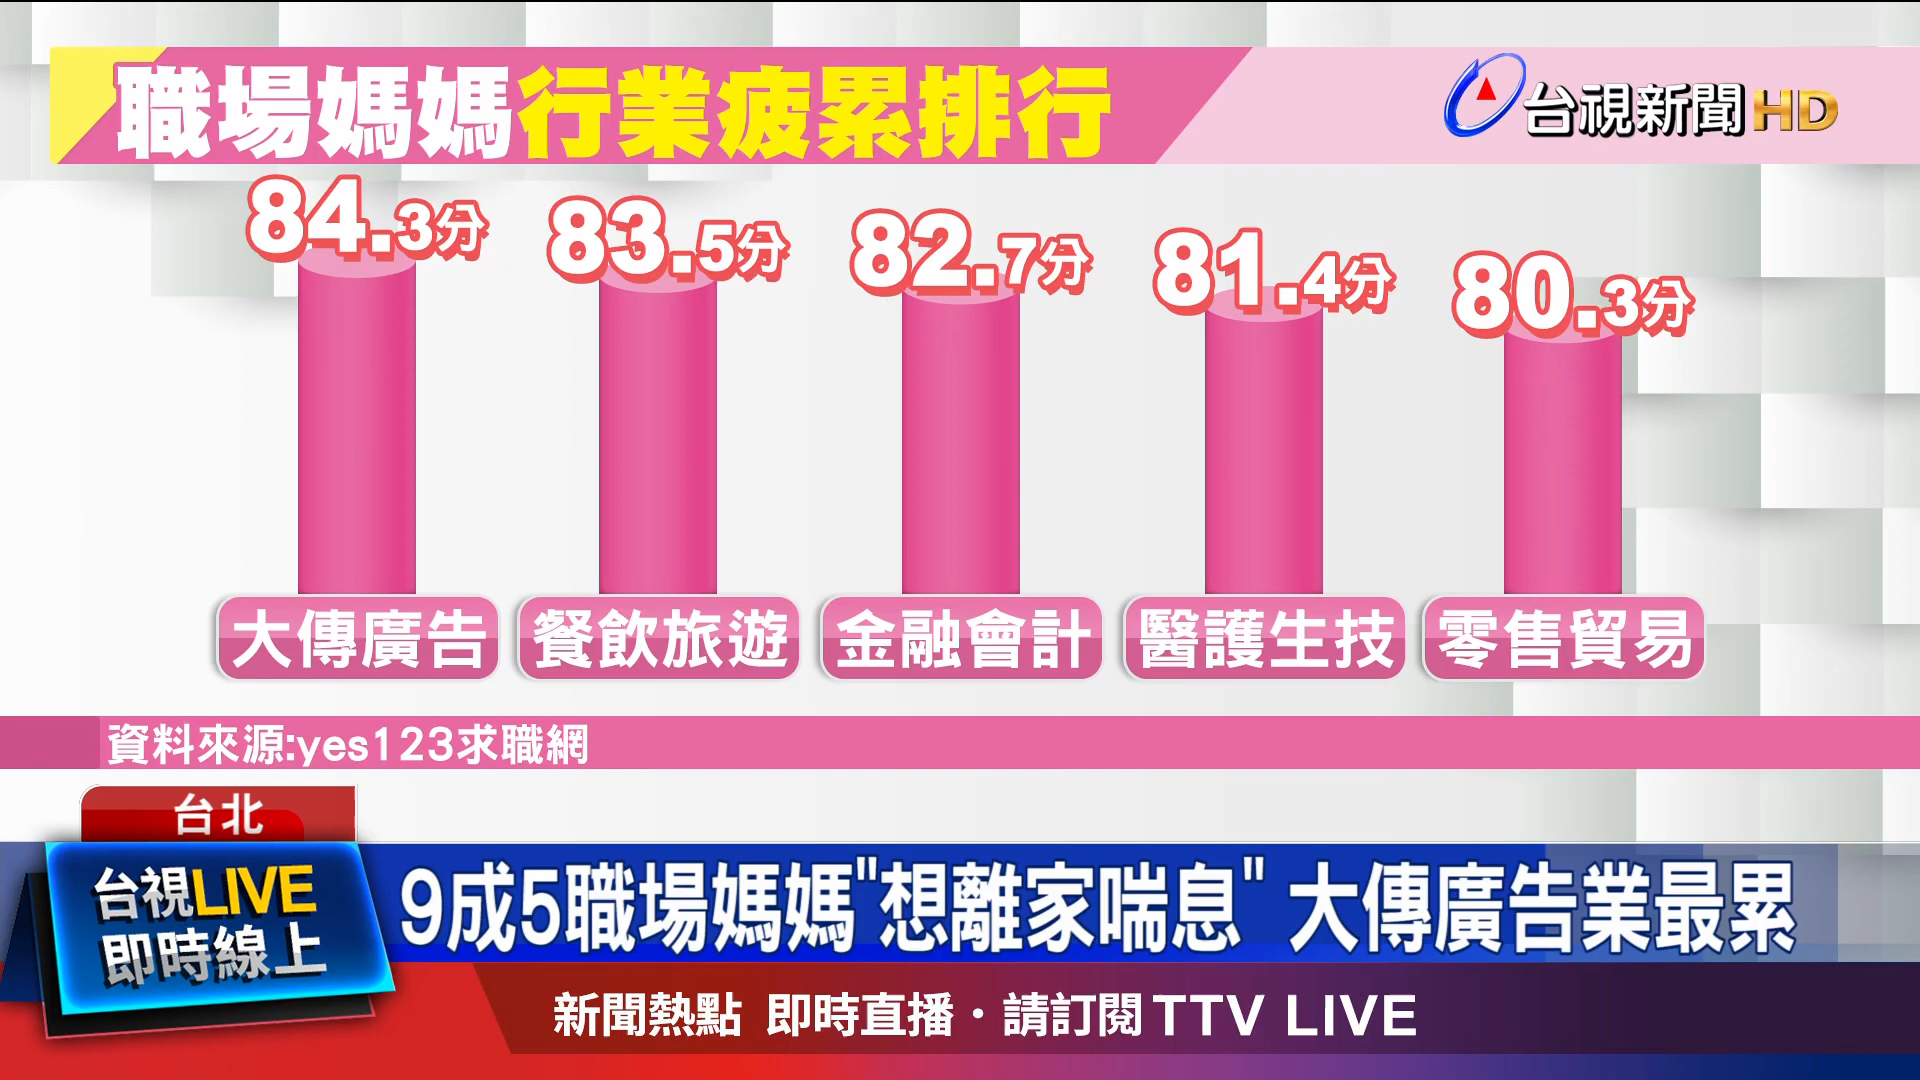 職場媽媽行業疲累排行
台視新聞HD
84.3分
83.5分
82.7分
81.4分
80.3分
大傳廣告
餐飲旅遊
金融會計
醫護生技
零售貿易
資料來源:yes123求職網
台北
台視LIVE
即時線上
9成5職場媽媽"想離家喘息" 大傳廣告業最累
新聞熱點 即時直播・請訂閱TTV LIVE